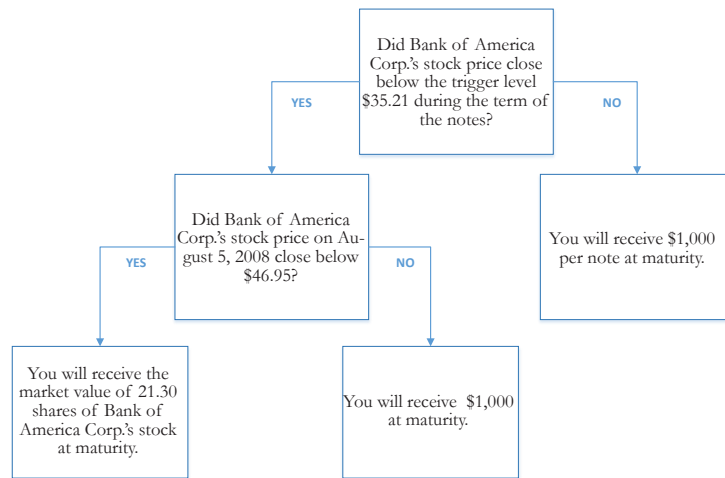 Did Bank of America
Corp.'s stock price close
below the trigger level
$35.21 during the term of
the notes?
YES
NO
Did Bank of America
Corp.'s stock price on Au-
gust 5, 2008 close below
$46.95?
You will receive $1,000
per note at maturity.
YES
NO
You will receive the
market value of 21.30
shares of Bank of
America Corp.'s stock
at maturity.
You will receive $1,000
at maturity.